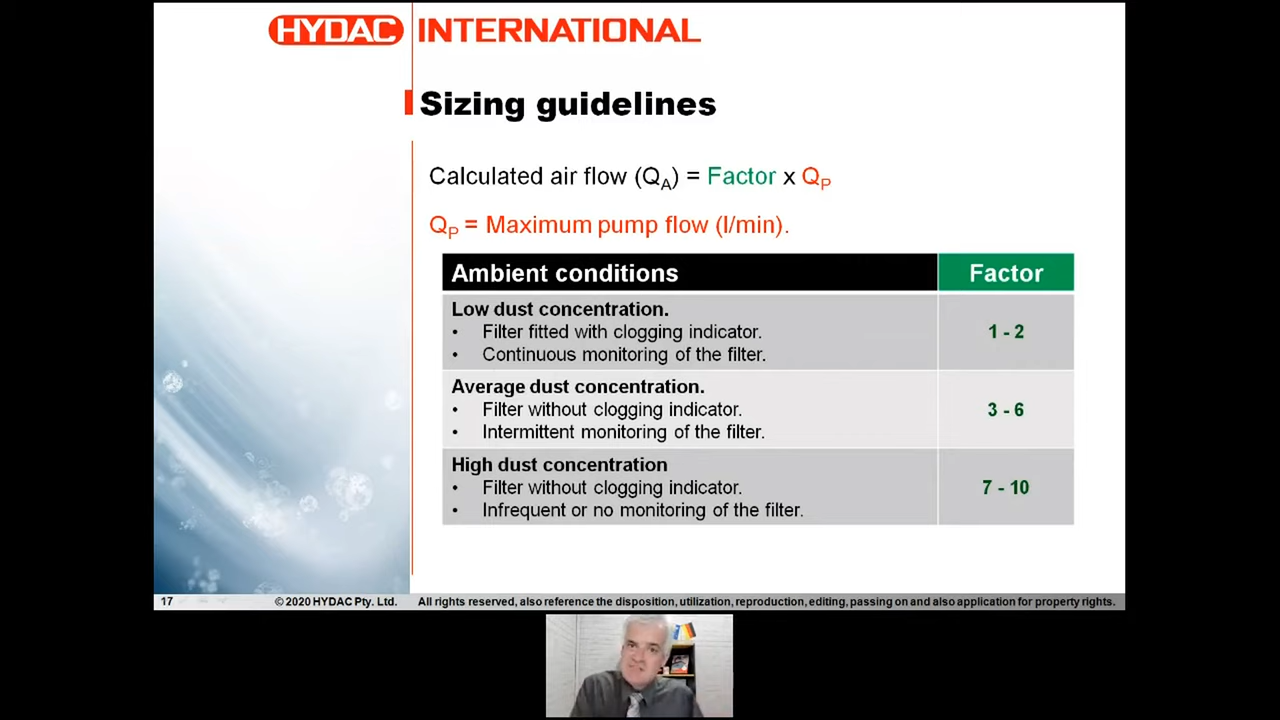 HYDAC INTERNATIONAL
Sizing guidelines
Calculated air flow (QA) = Factor x QP
QP = Maximum pump flow (l/min).
Ambient conditions Factor
Low dust concentration.
• Filter fitted with clogging indicator.
• Continuous monitoring of the filter.
1 - 2
Average dust concentration.
• Filter without clogging indicator.
• Intermittent monitoring of the filter.
3 - 6
High dust concentration
• Filter without clogging indicator.
• Infrequent or no monitoring of the filter.
7 - 10
17 © 2020 HYDAC Pty. Ltd. All rights reserved, also reference the disposition, utilization, reproduction, editing, passing on and also application for property rights.